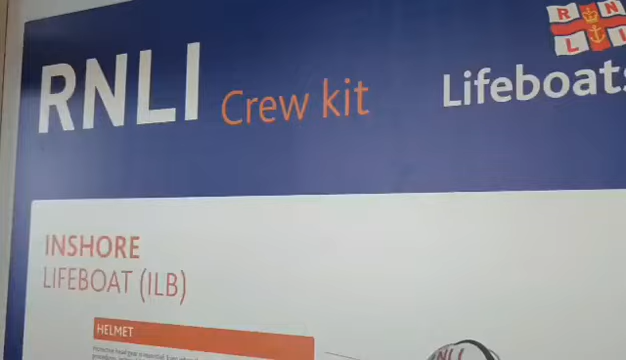 RNLI Crew kit
R N
L I
Lifeboats
INSHORE
LIFEBOAT (ILB)
HELMET
RNLI